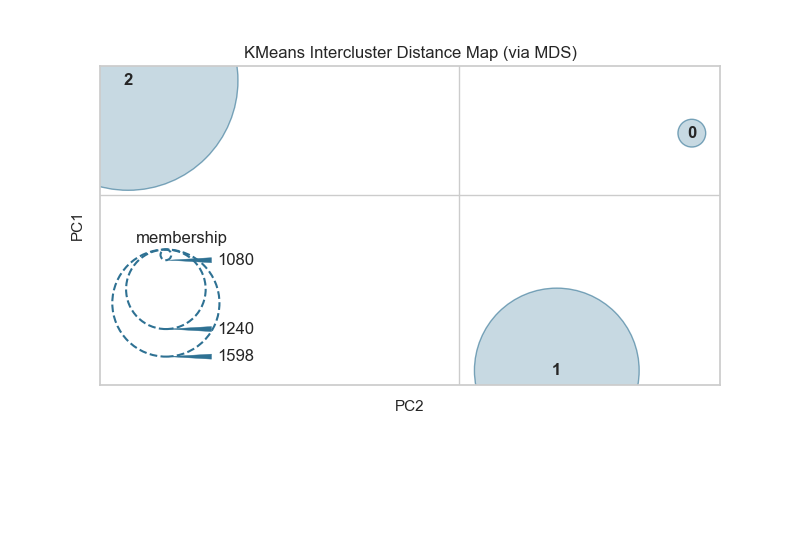 KMeans Intercluster Distance Map (via MDS)
2
0
PC1
membership
1080
1240
1598
1
PC2